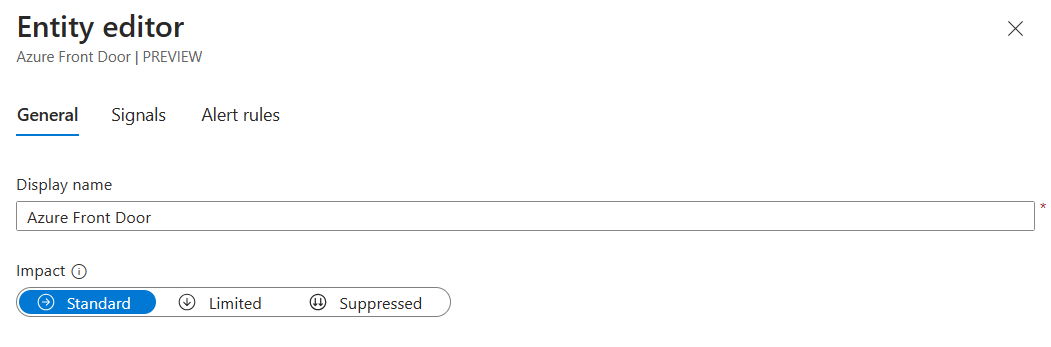 Entity editor
Azure Front Door | PREVIEW
General Signals Alert rules
Display name
Azure Front Door *
Impact
Standard Limited Suppressed